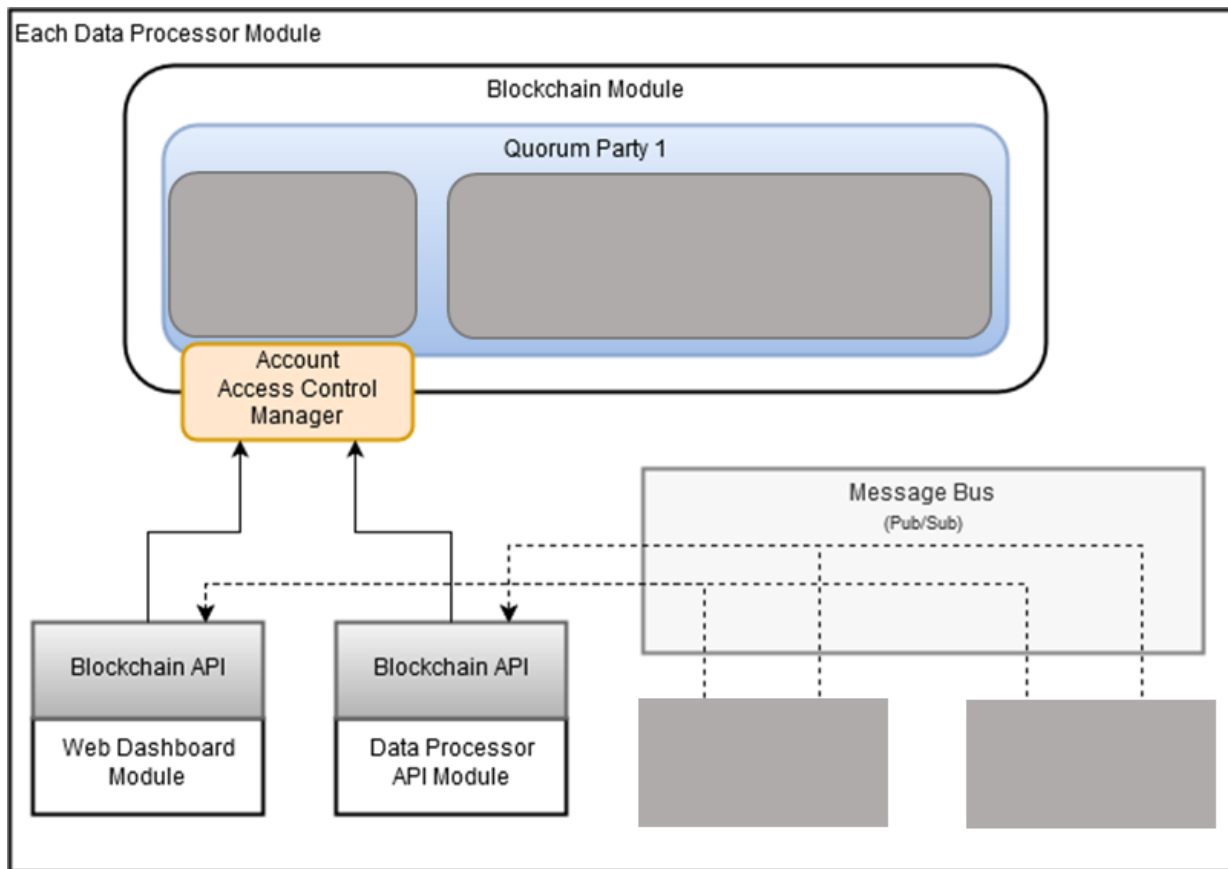 Each Data Processor Module
Blockchain Module
Quorum Party 1
Account
Access Control
Manager
Message Bus
(Pub/Sub)
Blockchain API
Blockchain API
Web Dashboard
Module
Data Processor
API Module